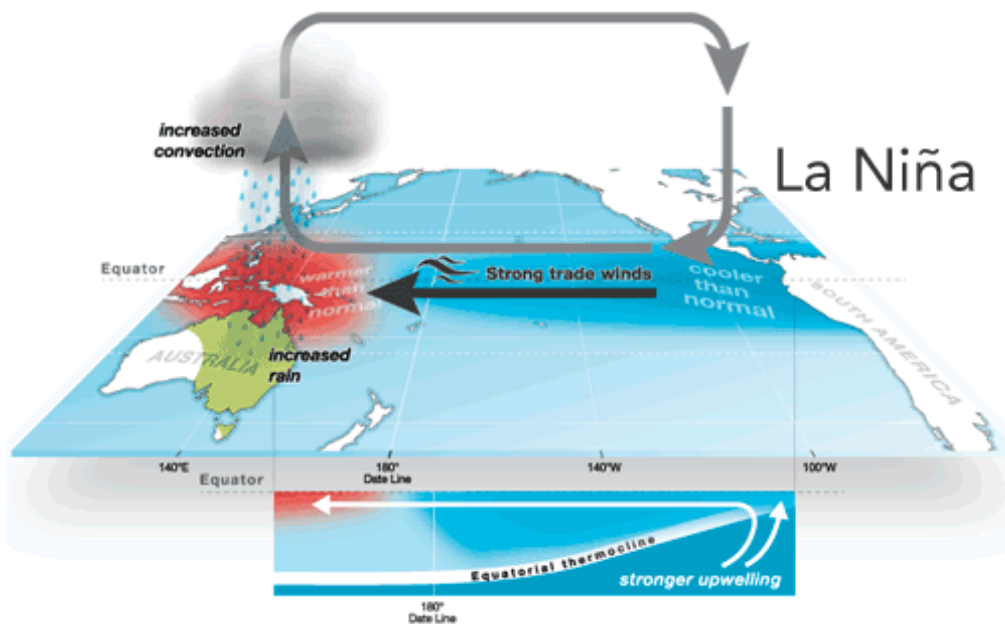 increased
convection
La Niña
Equator
warmer
than
normal
Strong trade winds
cooler
than
normal
SOUTH AMERICA
AUSTRALIA
increased
rain
140°E
180°
Date Line
140°W
100°W
Equator
Equatorial thermocline
stronger upwelling
180°
Date Line